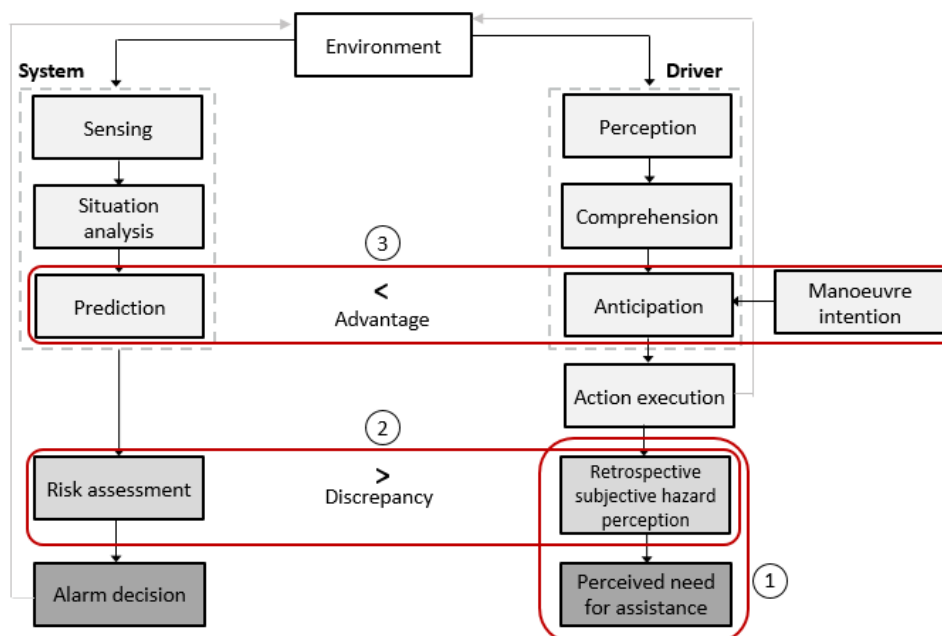 Environment
System
Driver
Sensing
Perception
Situation
analysis
Comprehension
3
Prediction
<
Advantage
Anticipation
Manoeuvre
intention
Action execution
2
Risk assessment
>
Discrepancy
Retrospective
subjective hazard
perception
Alarm decision
Perceived need
for assistance
1